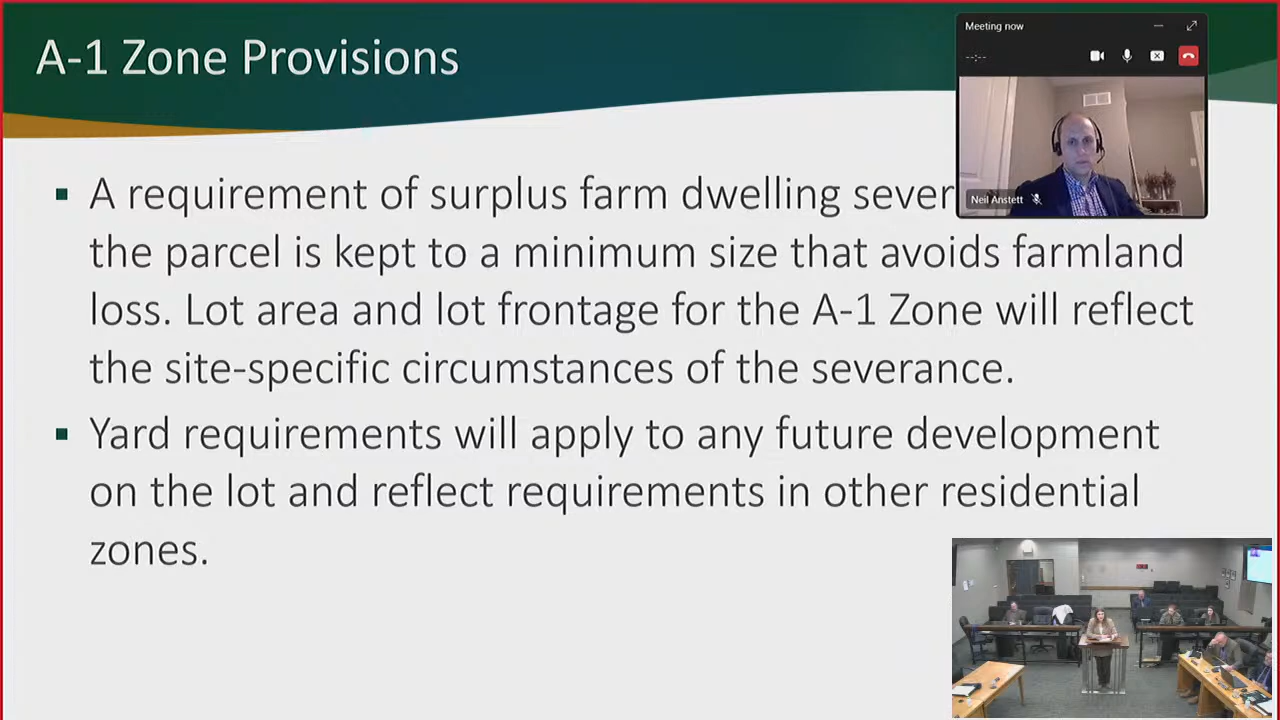 A-1 Zone Provisions
Meeting now
--:--
Neil Anstett
A requirement of surplus farm dwelling
the parcel is kept to a minimum size that avoids farmland
loss. Lot area and lot frontage for the A-1 Zone will reflect
the site-specific circumstances of the severance.
Yard requirements will apply to any future development
on the lot and reflect requirements in other residential
zones.